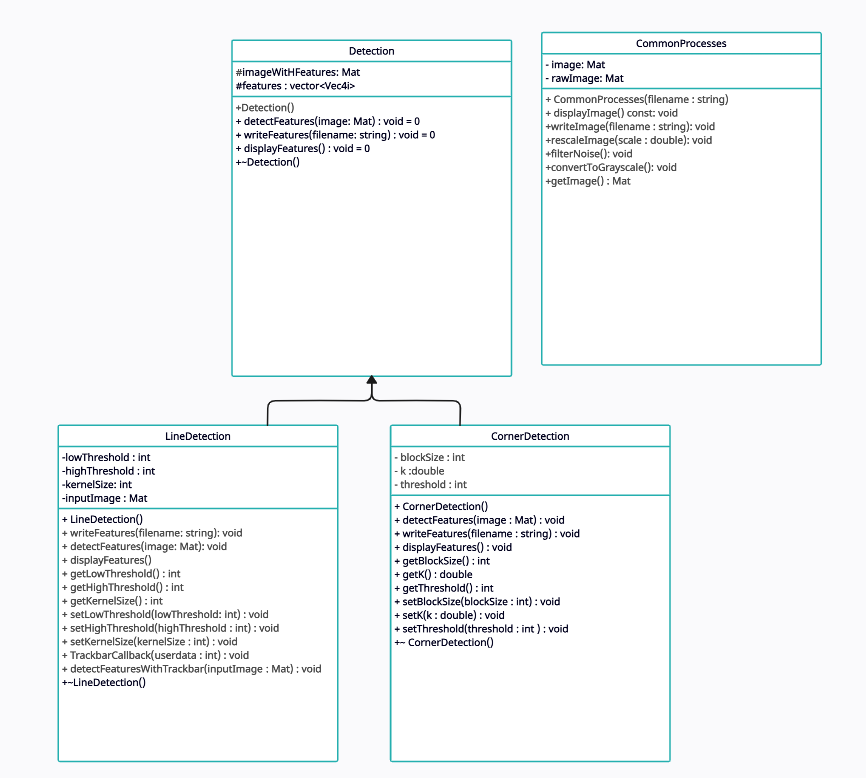 Detection
#imageWitHFeatures: Mat
#features : vector<Vec4i>
+Detection()
+ detectFeatures(image: Mat) : void = 0
+ writeFeatures(filename: string) : void = 0
+ displayFeatures() : void = 0
+~Detection()
CommonProcesses
- image: Mat
- rawImage: Mat
+ CommonProcesses(filename : string)
+ displayImage() const: void
+writeImage(filename : string): void
+rescaleImage(scale : double): void
+filterNoise(): void
+convertToGrayscale(): void
+getImage() : Mat
LineDetection
-lowThreshold : int
-highThreshold : int
-kernelSize: int
-inputImage : Mat
+ LineDetection()
+ writeFeatures(filename: string): void
+ detectFeatures(image: Mat): void
+ displayFeatures()
+ getLowThreshold() : int
+ getHighThreshold() : int
+ getKernelSize() : int
+ setLowThreshold(lowThreshold: int) : void
+ setHighThreshold(highThreshold : int) : void
+ setKernelSize(kernelSize : int) : void
+ TrackbarCallback(userdata : int) : void
+ detectFeaturesWithTrackbar(inputImage : Mat) : void
+~LineDetection()
CornerDetection
- blockSize : int
- k :double
- threshold : int
+ CornerDetection()
+ detectFeatures(image : Mat) : void
+ writeFeatures(filename : string) : void
+ displayFeatures() : void
+ getBlockSize() : int
+ getK() : double
+ getThreshold() : int
+ setBlockSize(blockSize : int) : void
+ setK(k : double) : void
+ setThreshold(threshold : int ) : void
+~ CornerDetection()